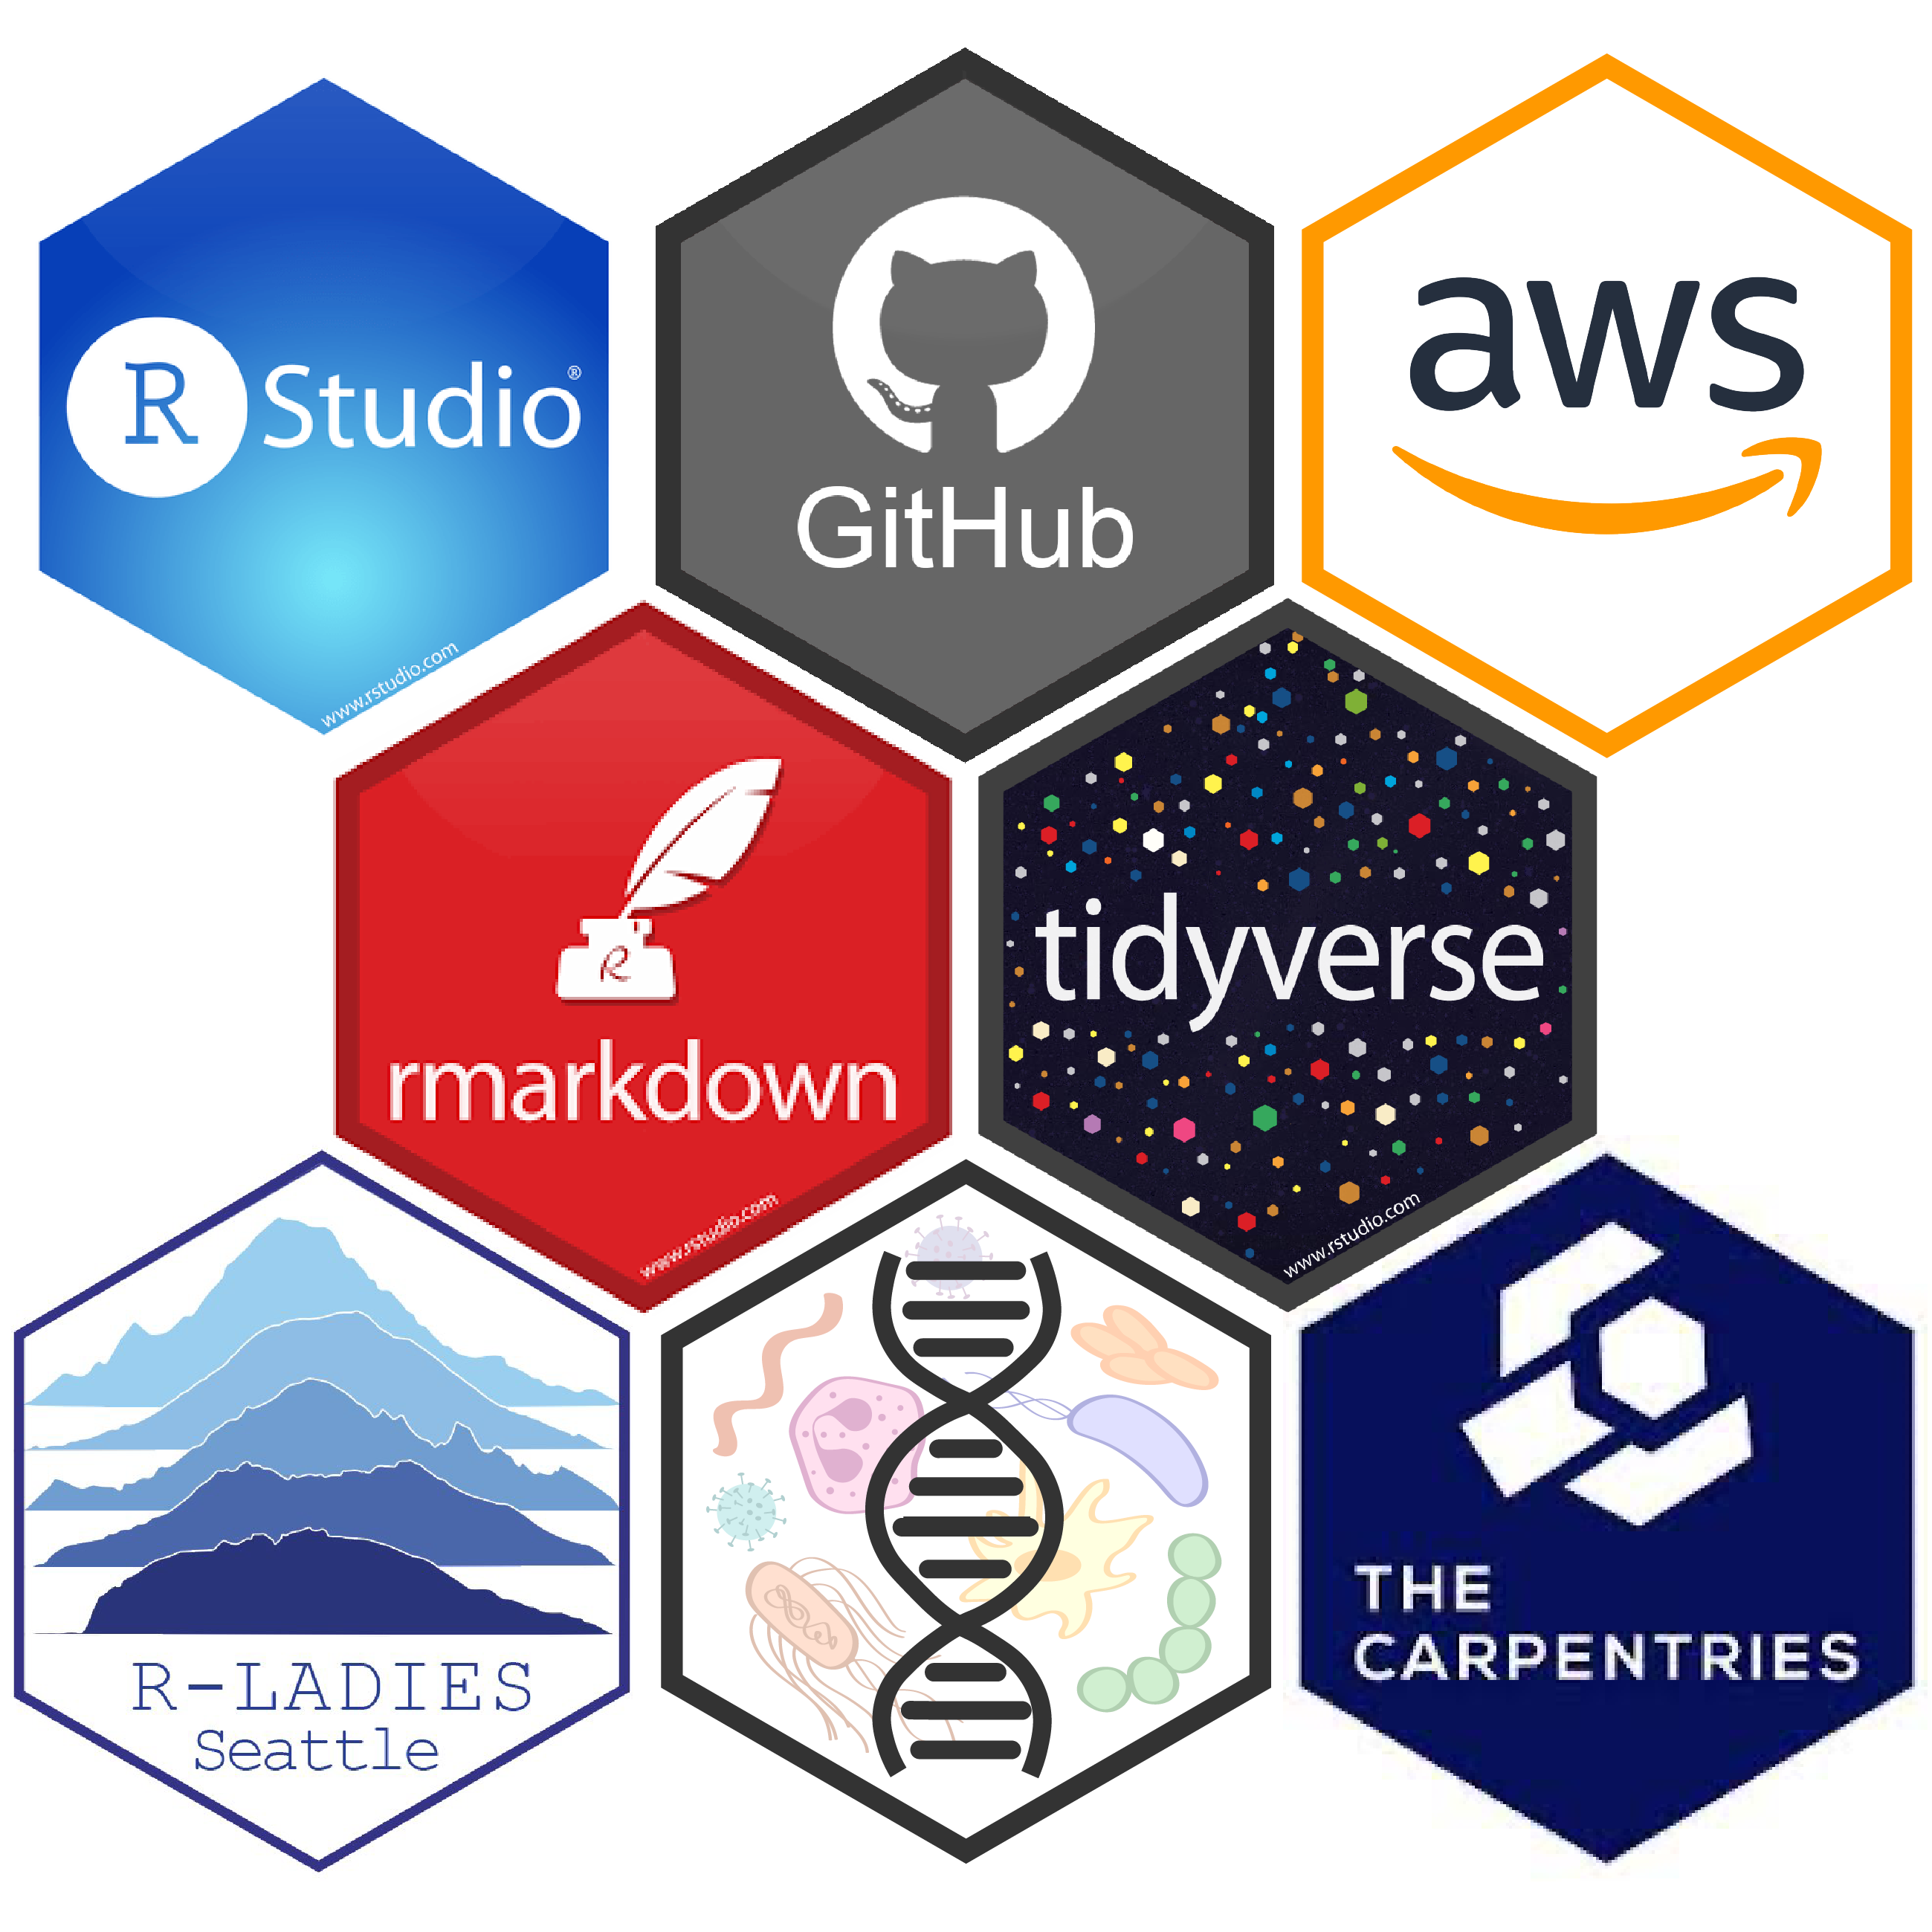 R Studio®
www.rstudio.com
GitHub
aws
R
rmarkdown
www.rstudio.com
tidyverse
www.rstudio.com
R-LADIES
Seattle
THE
CARPENTRIES